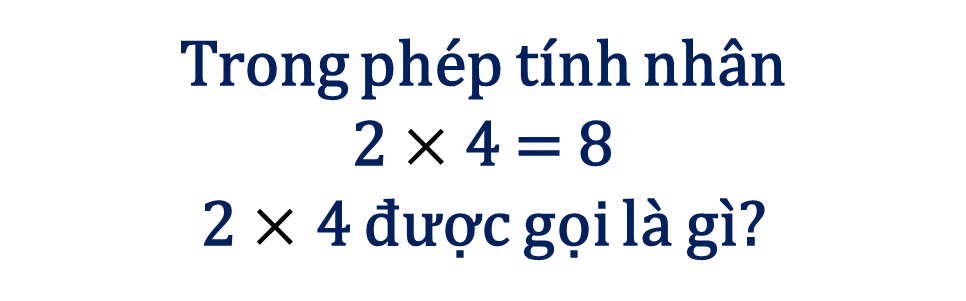 Trong phép tính nhân
2 × 4 = 8
2 × 4 được gọi là gì?